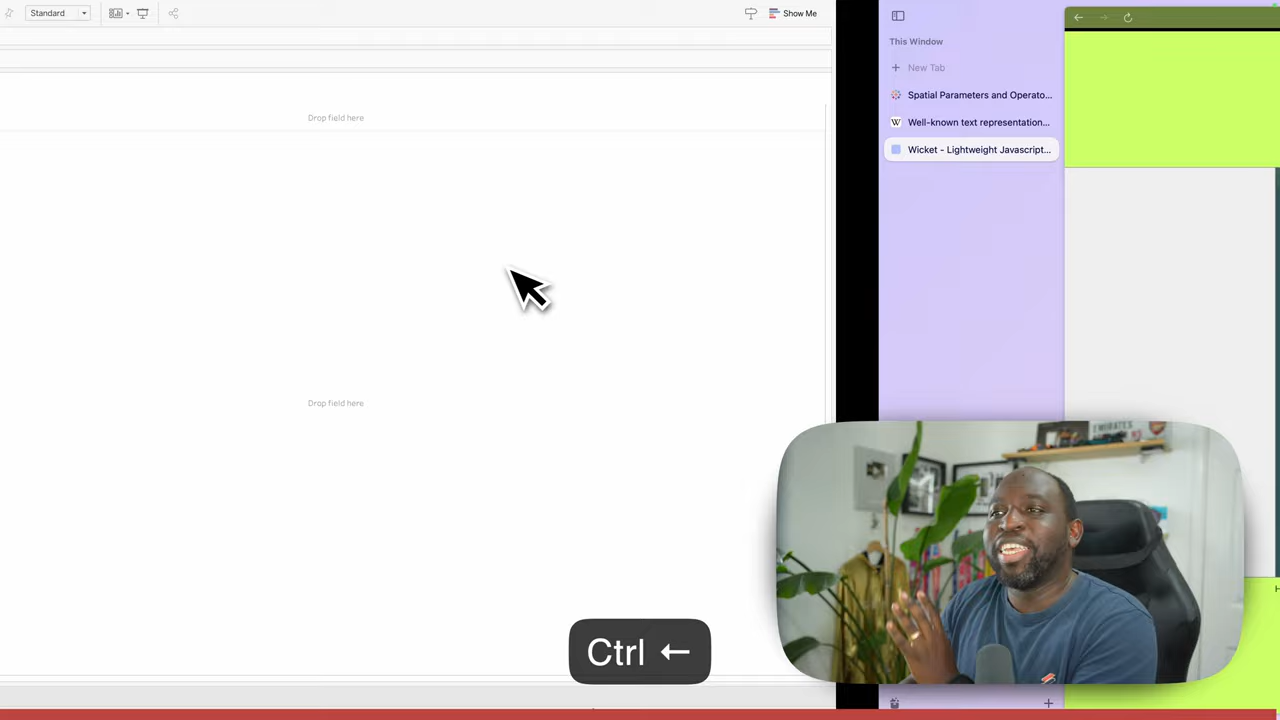 Standard
Show Me
Drop field here
Drop field here
This Window
New Tab
Spatial Parameters and Operato...
Well-known text representation...
Wicket - Lightweight Javascript...
EMIRATES
Ctrl ←